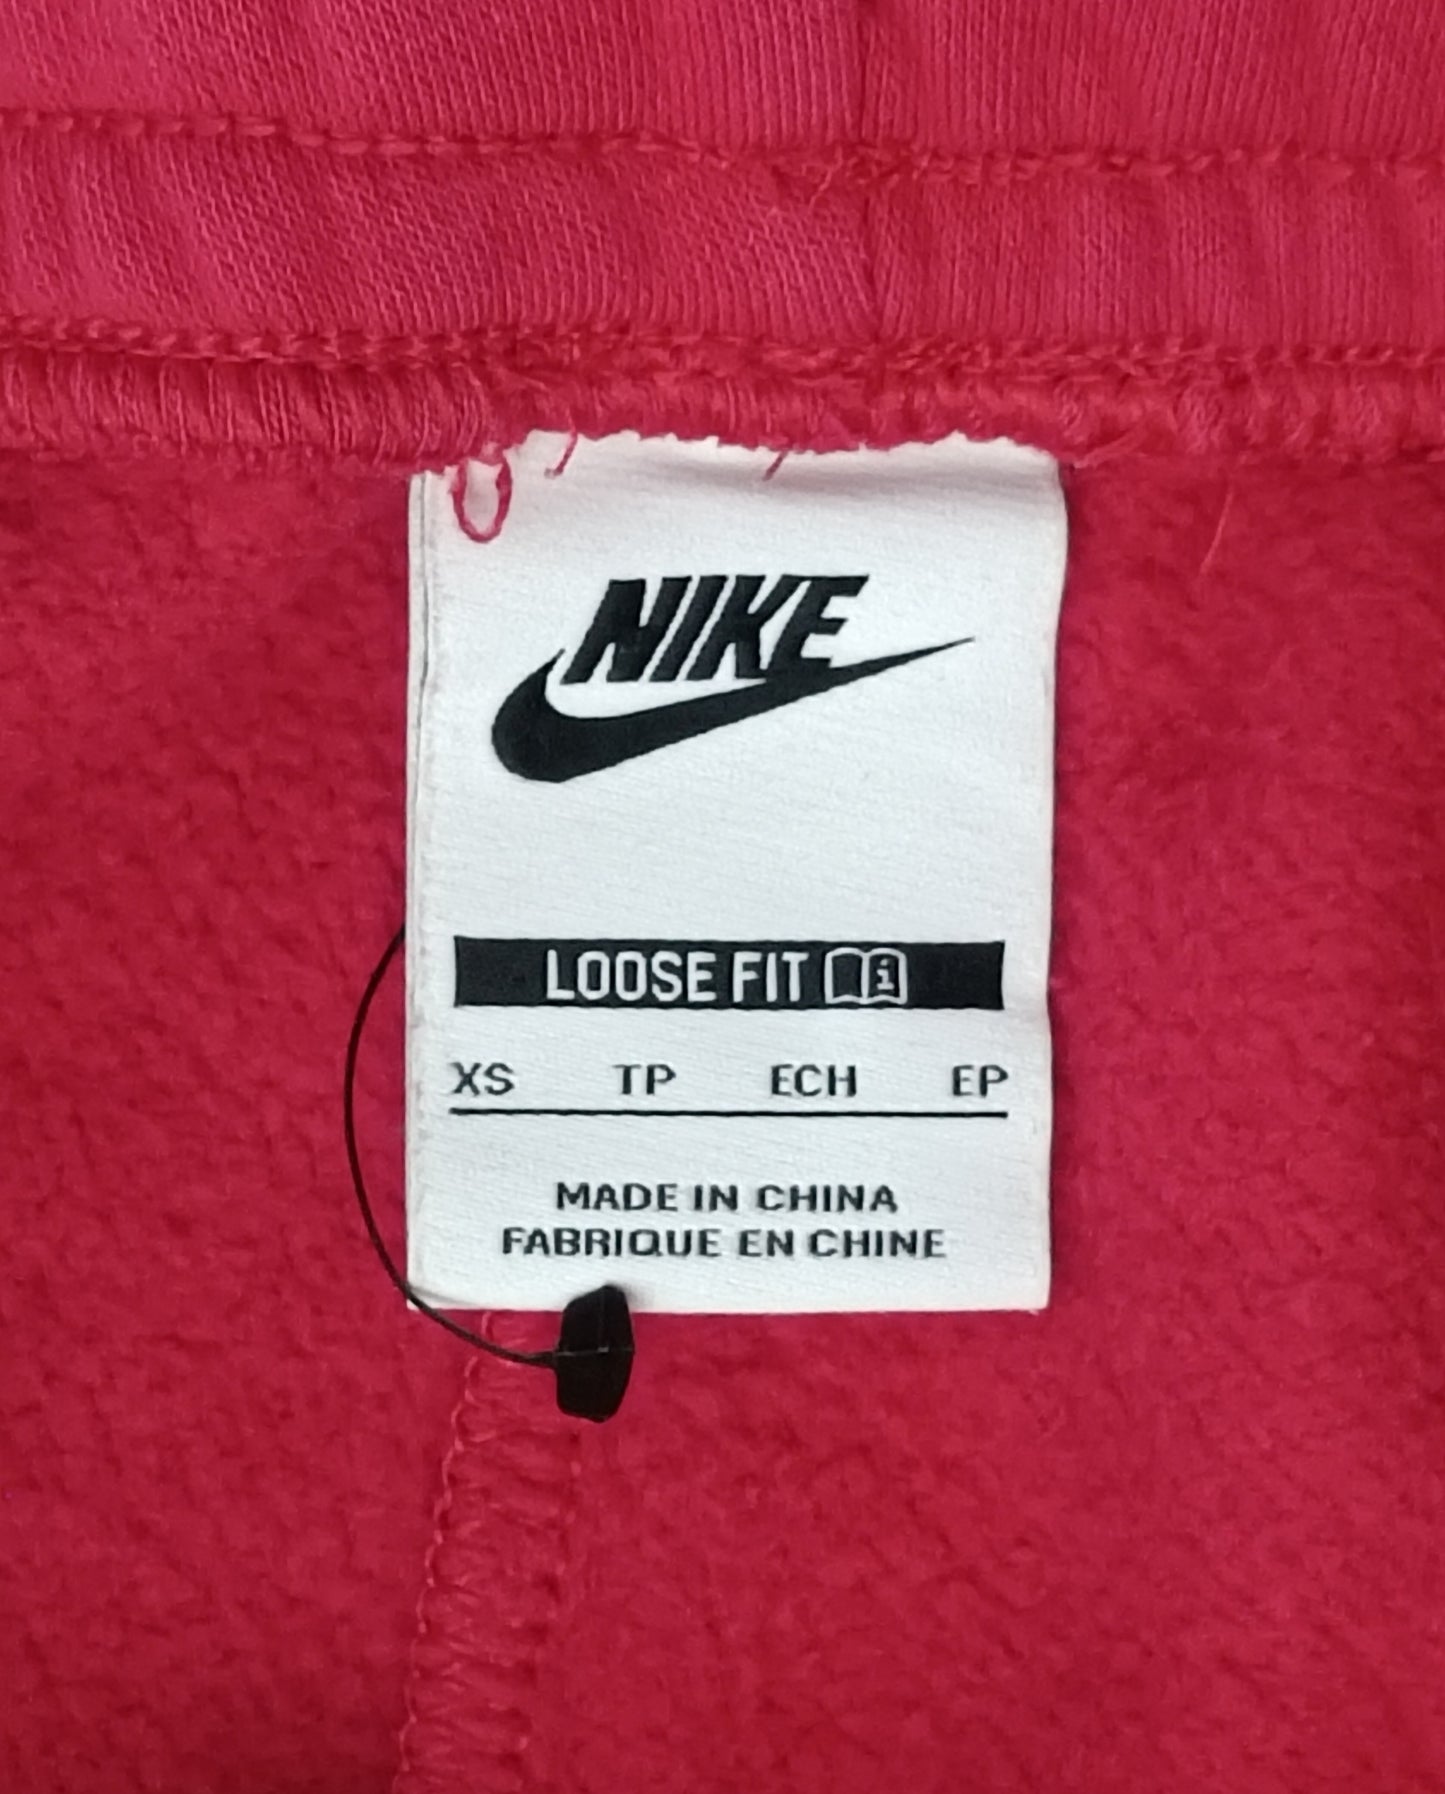 NIKE
LOOSE FIT
XS TP ECH EP
MADE IN CHINA
FABRIQUE EN CHINE